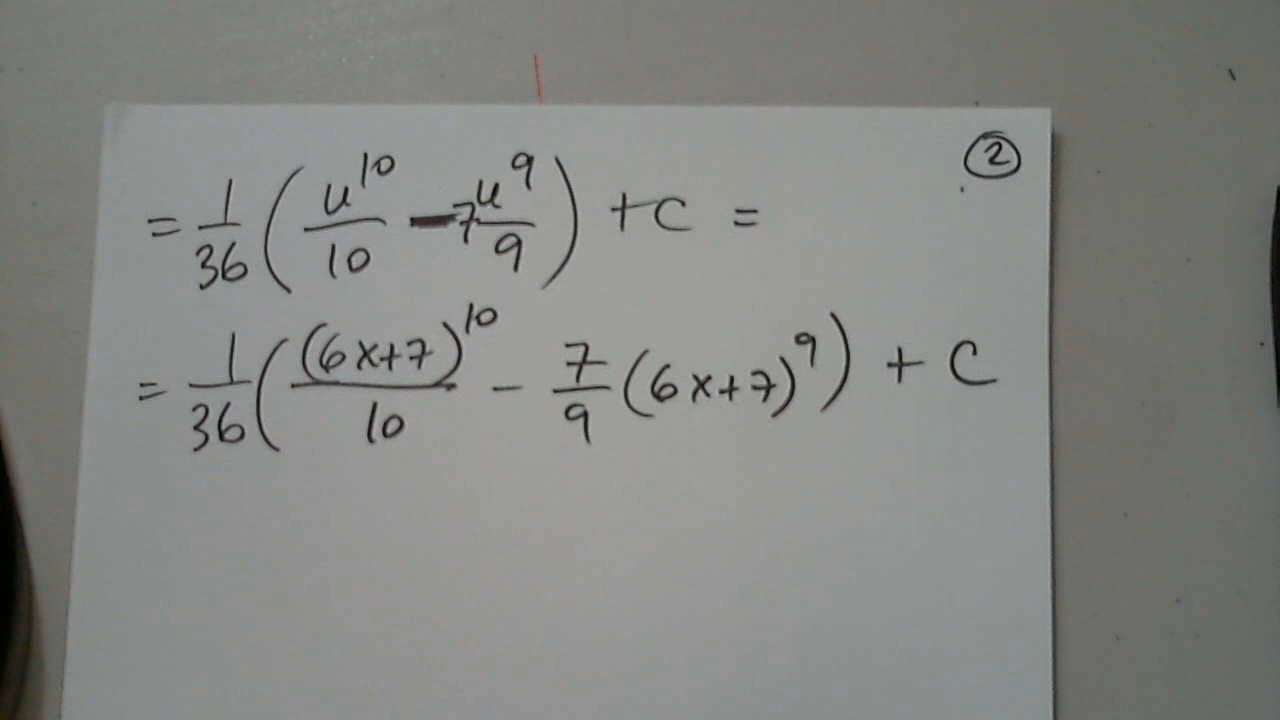 ②
= 1/36 ( u^10/10 - 7 u^9/9 ) + C =
= 1/36 ( (6x+7)^10/10 - 7/9 (6x+7)^9 ) + C